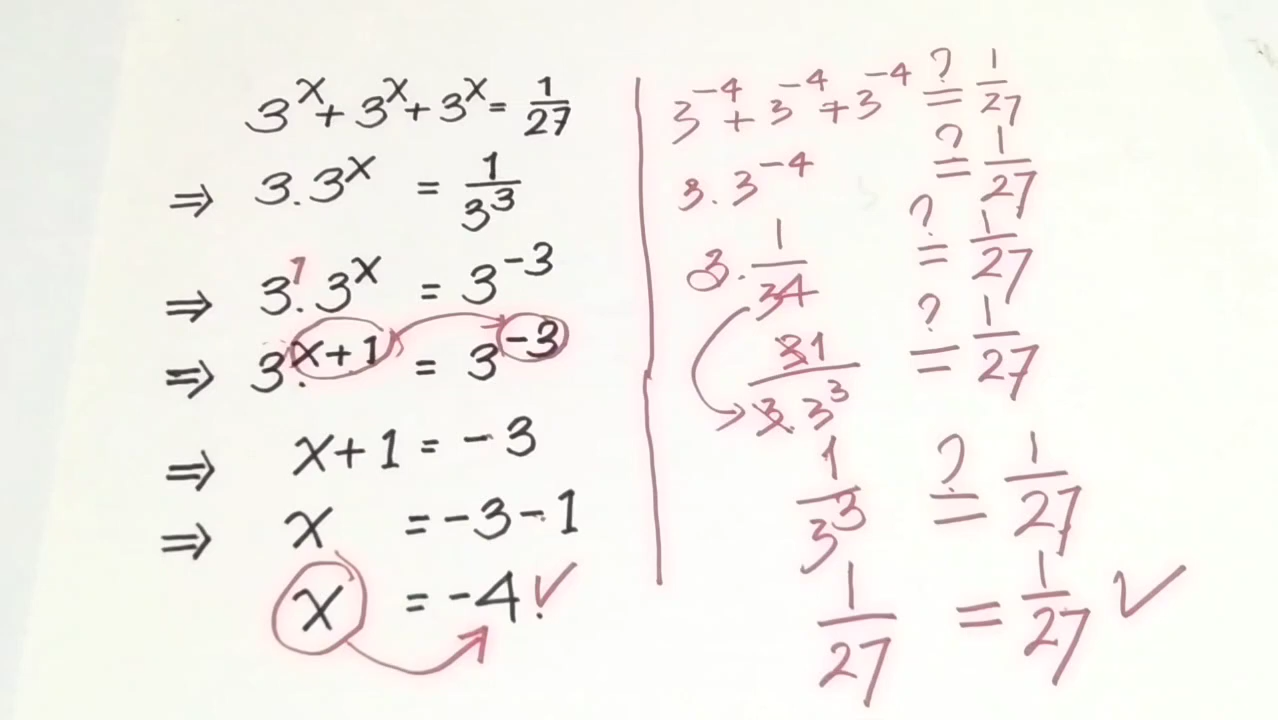 3^x + 3^x + 3^x = 1/27
⇒ 3.3^x = 1/3^3
⇒ 3^1.3^x = 3^-3
⇒ 3.^x+1 = 3^-3
⇒ x+1 = -3
⇒ x = -3-1
x = -4 ✓
3^-4 + 3^-4 + 3^-4 ?= 1/27
3.3^-4 ?= 1/27
3.1/3^4 ?= 1/27
31/3.3^3 ?= 1/27
1/3^3 ?= 1/27
1/27 = 1/27 ✓